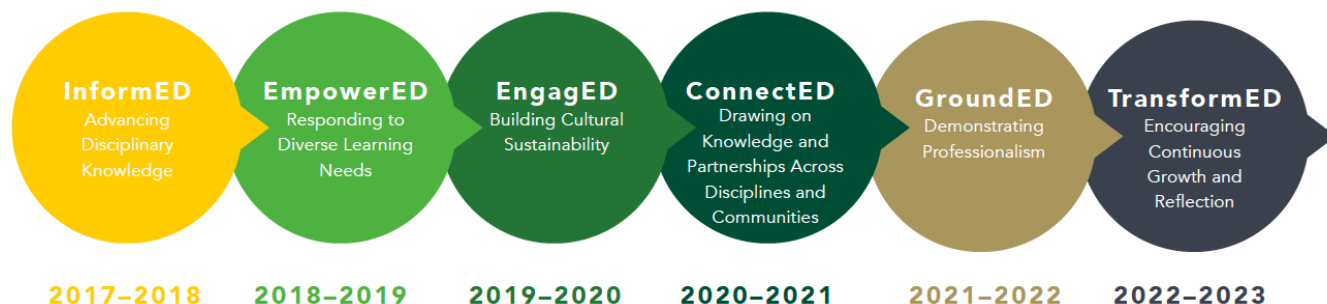 InformED
Advancing
Disciplinary
Knowledge
EmpowerED
Responding to
Diverse Learning
Needs
EngagED
Building Cultural
Sustainability
ConnectED
Drawing on
Knowledge and
Partnerships Across
Disciplines and
Communities
GroundED
Demonstrating
Professionalism
TransformED
Encouraging
Continuous
Growth and
Reflection
2017–2018
2018–2019
2019–2020
2020–2021
2021–2022
2022–2023